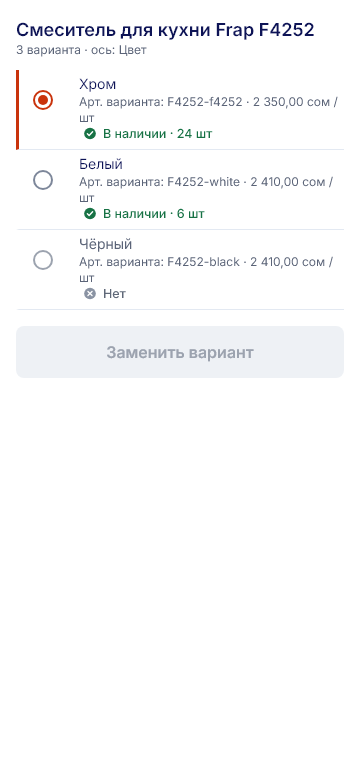 Смеситель для кухни Frap F4252
3 варианта · ось: Цвет
Хром
Арт. варианта: F4252-f4252 · 2 350,00 сом /
шт
В наличии · 24 шт
Белый
Арт. варианта: F4252-white · 2 410,00 сом /
шт
В наличии · 6 шт
Чёрный
Арт. варианта: F4252-black · 2 410,00 сом /
шт
Нет
Заменить вариант